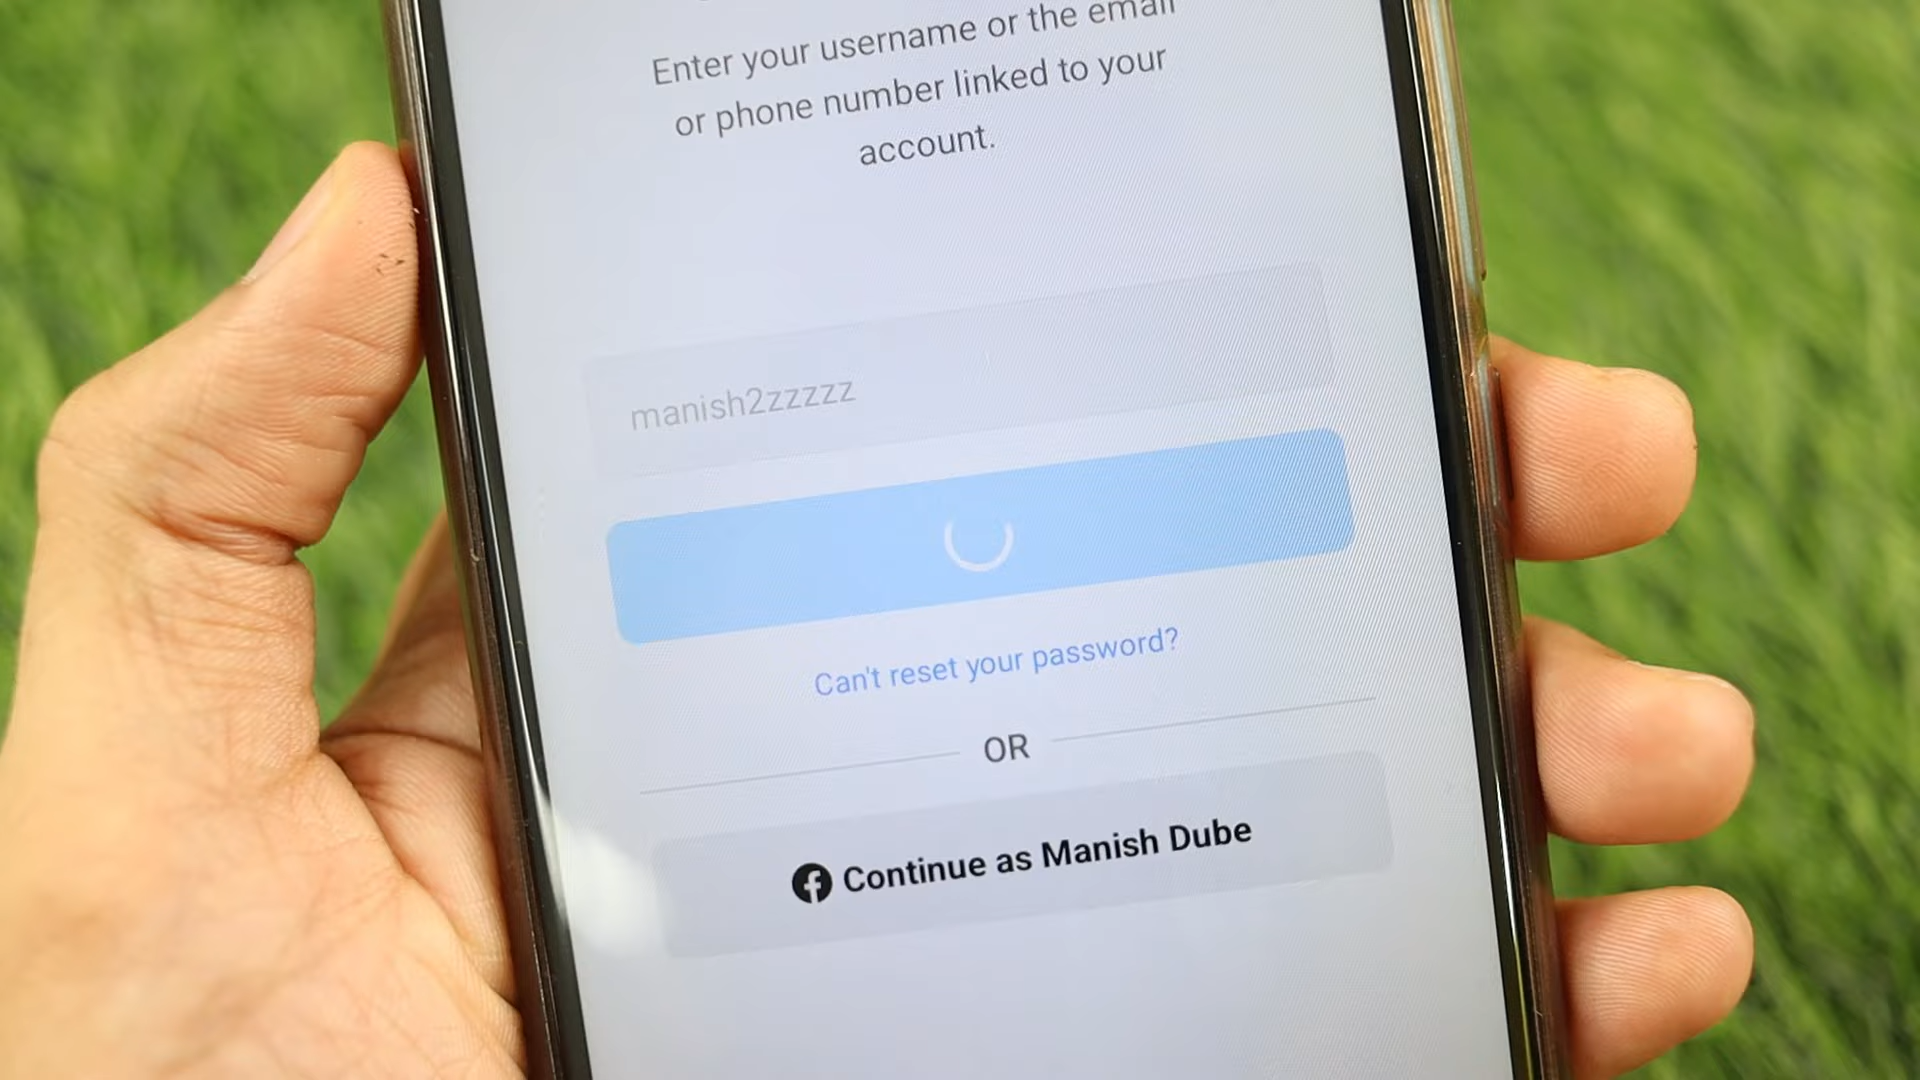 Enter your username or the email
or phone number linked to your
account.
manish2zzzzz
Can't reset your password?
OR
Continue as Manish Dube